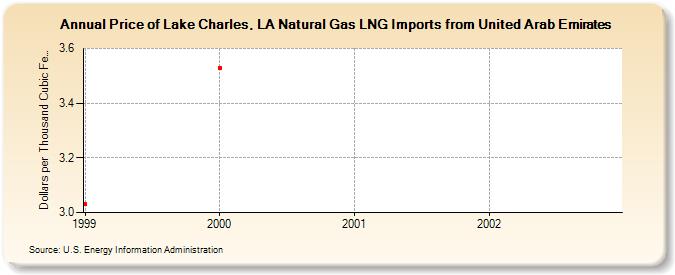 Annual Price of Lake Charles, LA Natural Gas LNG Imports from United Arab Emirates
Dollars per Thousand Cubic Fe...
3.6
3.4
3.2
3.0
1999 2000 2001 2002
Source: U.S. Energy Information Administration